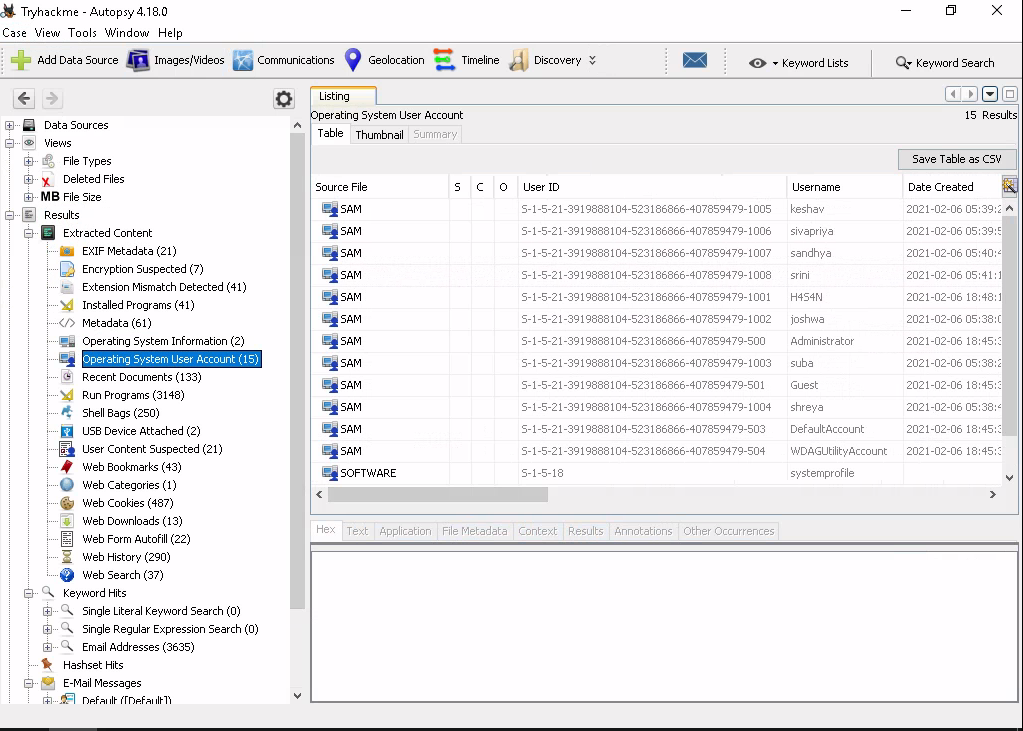 Tryhackme - Autopsy 4.18.0
Case View Tools Window Help
Add Data Source Images/Videos Communications Geolocation Timeline Discovery Keyword Lists Keyword Search
Listing
Operating System User Account 15 Results
Table Thumbnail Summary
Save Table as CSV
Data Sources
Views
File Types
Deleted Files
MB File Size
Results
Extracted Content
EXIF Metadata (21)
Encryption Suspected (7)
Extension Mismatch Detected (41)
Installed Programs (41)
Metadata (61)
Operating System Information (2)
Operating System User Account (15)
Recent Documents (133)
Run Programs (3148)
Shell Bags (250)
USB Device Attached (2)
User Content Suspected (21)
Web Bookmarks (43)
Web Categories (1)
Web Cookies (487)
Web Downloads (13)
Web Form Autofill (22)
Web History (290)
Web Search (37)
Keyword Hits
Single Literal Keyword Search (0)
Single Regular Expression Search (0)
Email Addresses (3635)
Hashset Hits
E-Mail Messages
Default ([Default])
Source File S C O User ID Username Date Created
SAM S-1-5-21-3919888104-523186866-407859479-1005 keshav 2021-02-06 05:39:2
SAM S-1-5-21-3919888104-523186866-407859479-1006 sivapriya 2021-02-06 05:39:5
SAM S-1-5-21-3919888104-523186866-407859479-1007 sandhya 2021-02-06 05:40:4
SAM S-1-5-21-3919888104-523186866-407859479-1008 srini 2021-02-06 05:41:1
SAM S-1-5-21-3919888104-523186866-407859479-1001 H4S4N 2021-02-06 18:48:1
SAM S-1-5-21-3919888104-523186866-407859479-1002 joshwa 2021-02-06 05:38:0
SAM S-1-5-21-3919888104-523186866-407859479-500 Administrator 2021-02-06 18:45:3
SAM S-1-5-21-3919888104-523186866-407859479-1003 suba 2021-02-06 05:38:2
SAM S-1-5-21-3919888104-523186866-407859479-501 Guest 2021-02-06 18:45:3
SAM S-1-5-21-3919888104-523186866-407859479-1004 shreya 2021-02-06 05:38:4
SAM S-1-5-21-3919888104-523186866-407859479-503 DefaultAccount 2021-02-06 18:45:3
SAM S-1-5-21-3919888104-523186866-407859479-504 WDAGUtilityAccount 2021-02-06 18:45:3
SOFTWARE S-1-5-18 systemprofile
Hex Text Application File Metadata Context Results Annotations Other Occurrences